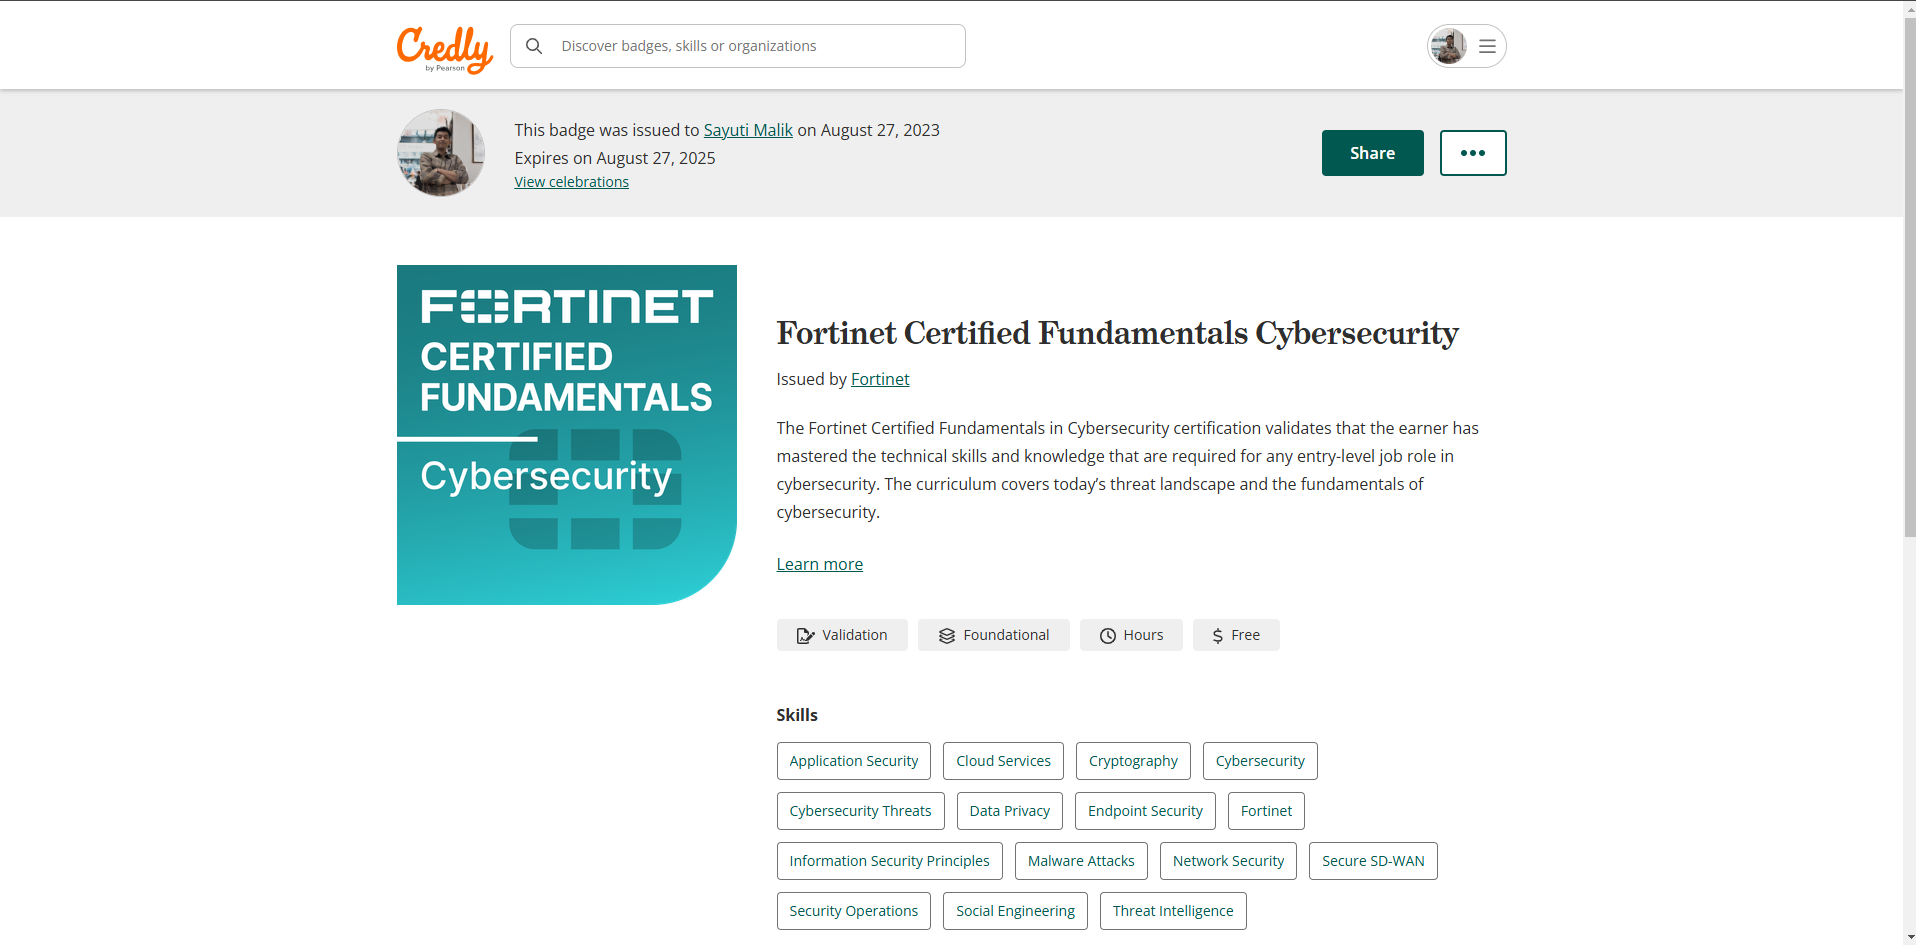 Credly
by Pearson
Discover badges, skills or organizations
This badge was issued to Sayuti Malik on August 27, 2023
Expires on August 27, 2025
View celebrations
Share
FORTINET
CERTIFIED
FUNDAMENTALS
Cybersecurity
Fortinet Certified Fundamentals Cybersecurity
Issued by Fortinet
The Fortinet Certified Fundamentals in Cybersecurity certification validates that the earner has
mastered the technical skills and knowledge that are required for any entry-level job role in
cybersecurity. The curriculum covers today’s threat landscape and the fundamentals of
cybersecurity.
Learn more
Validation Foundational Hours $ Free
Skills
Application Security Cloud Services Cryptography Cybersecurity
Cybersecurity Threats Data Privacy Endpoint Security Fortinet
Information Security Principles Malware Attacks Network Security Secure SD-WAN
Security Operations Social Engineering Threat Intelligence